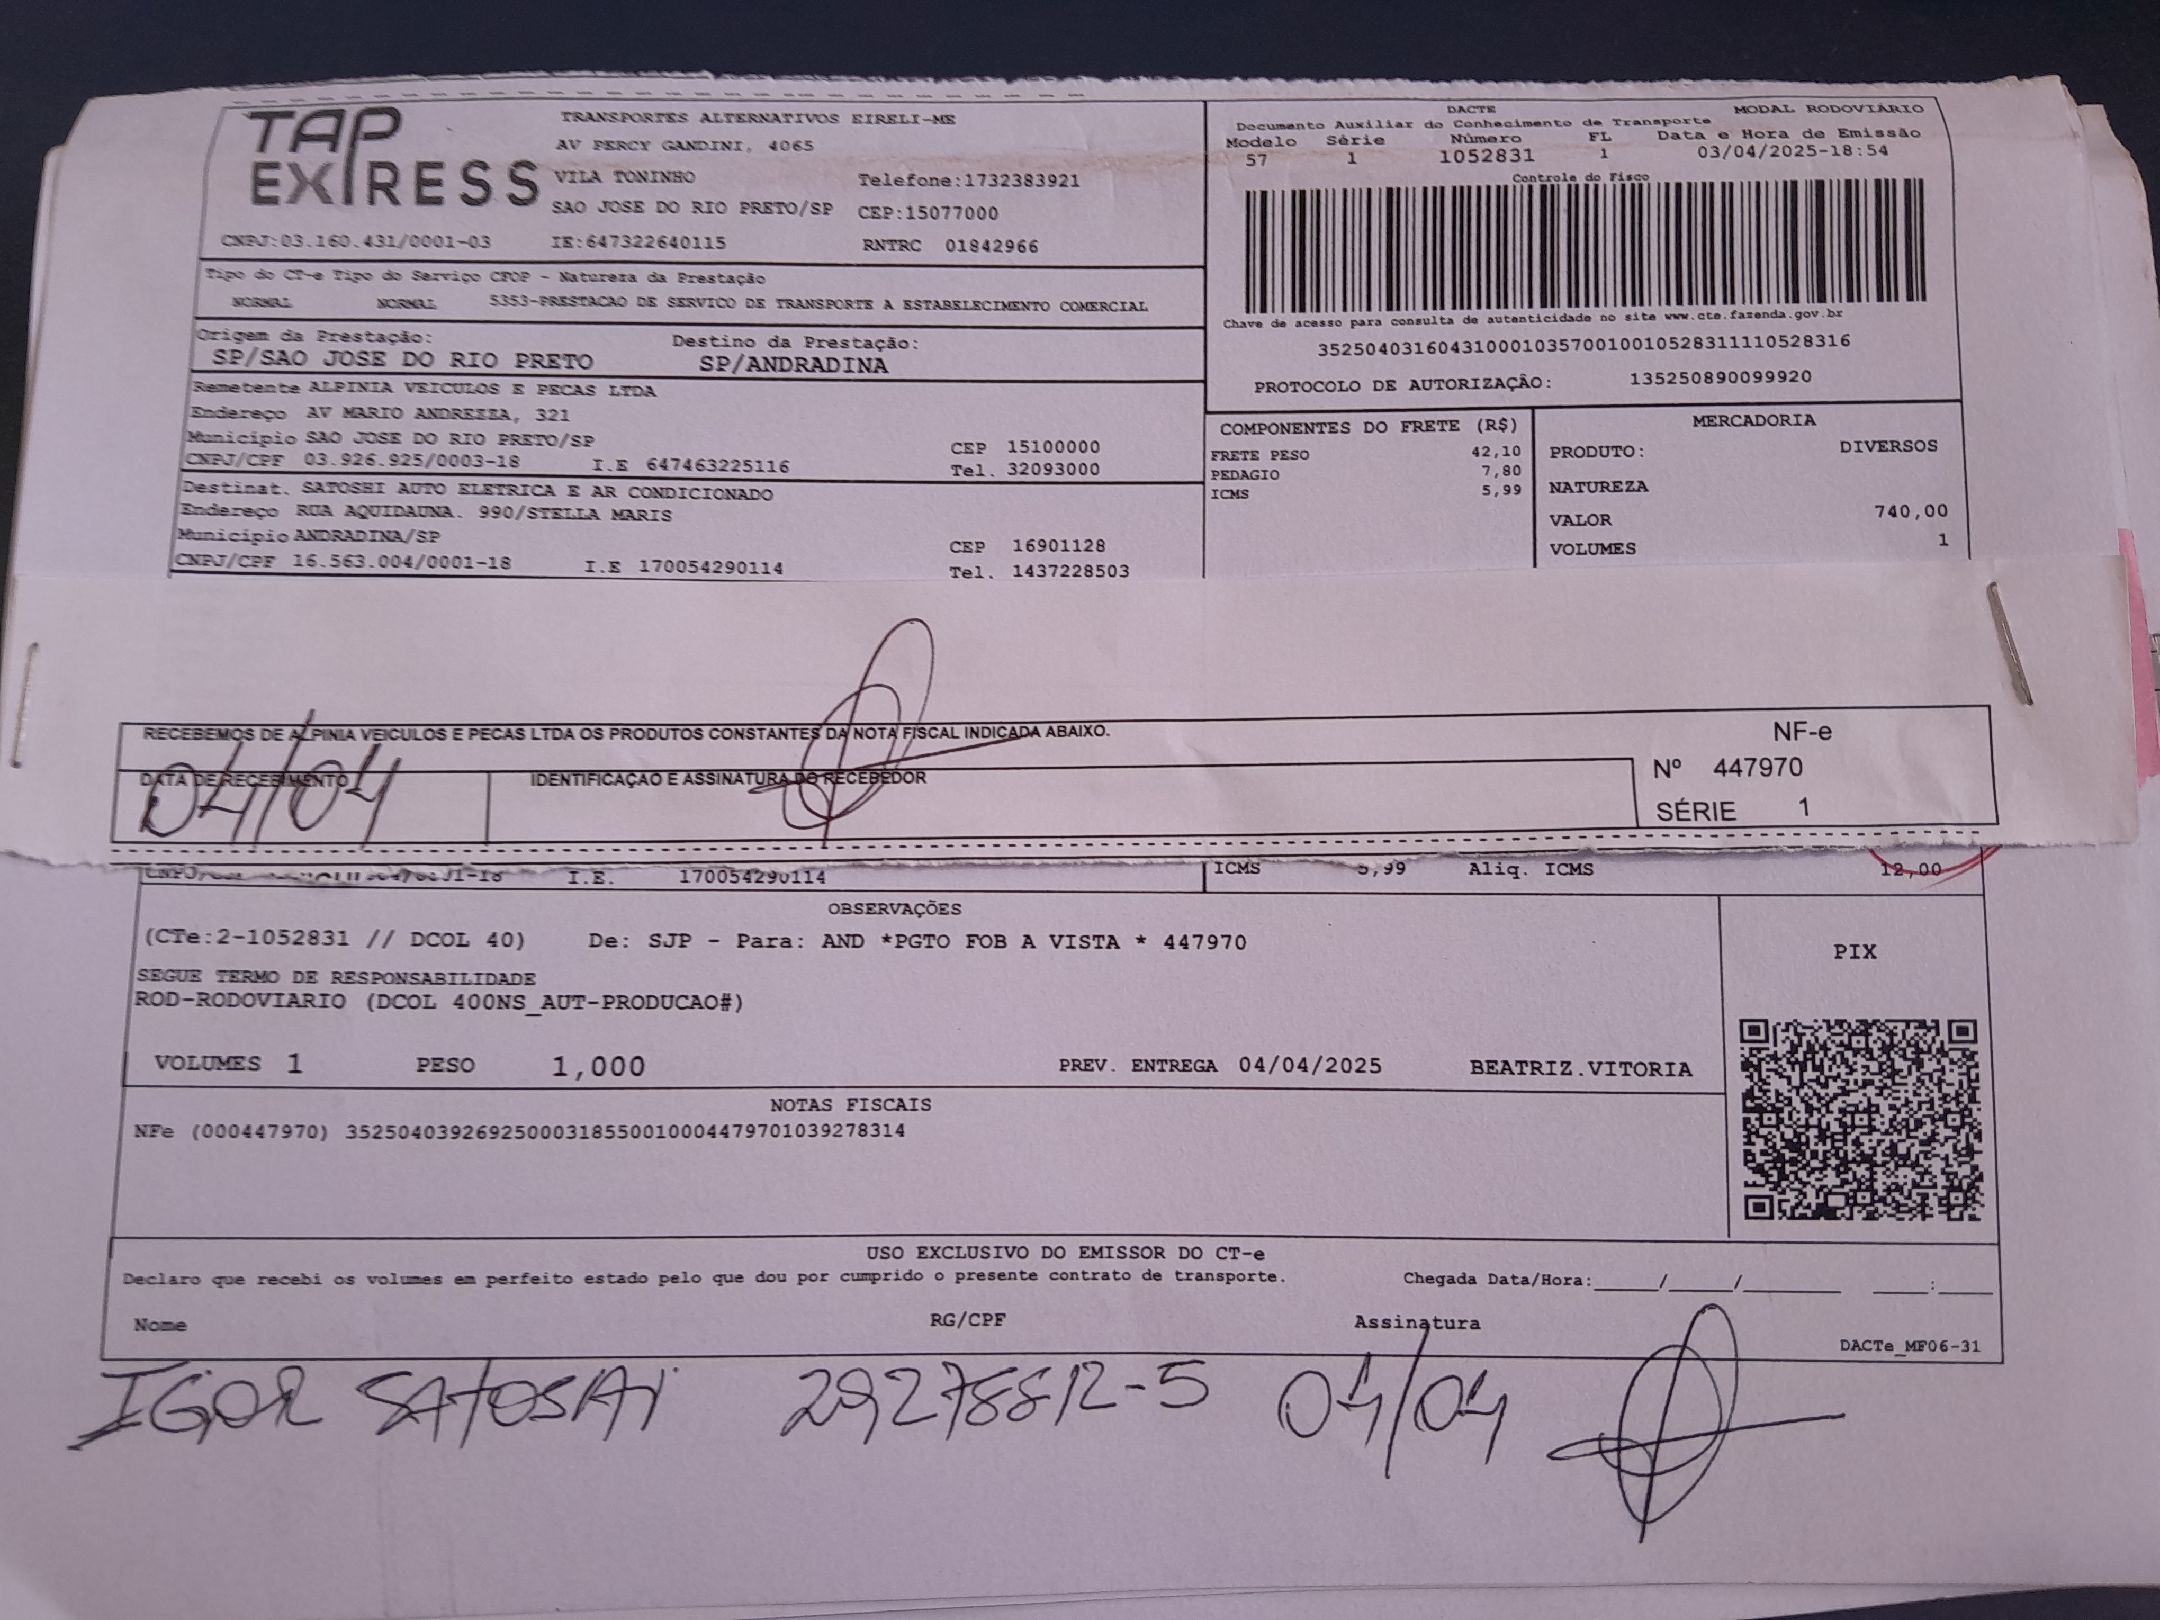 TAP EXPRESS
TRANSPORTES ALTERNATIVOS EIRELI-ME
AV PERCY GANDINI, 4065
VILA TONINHO Telefone:1732383921
SAO JOSE DO RIO PRETO/SP CEP:15077000
CNPJ:03.160.431/0001-03 IE:647322640115 RNTRC 01842966
DACTE MODAL RODOVIÁRIO
Documento Auxiliar do Conhecimento de Transporte
Modelo Série Número FL Data e Hora de Emissão
57 1 1052831 1 03/04/2025-18:54
Controle do Fisco
Chave de acesso para consulta de autenticidade no site www.cte.fazenda.gov.br
35250403160431000103570010010528311110528316
PROTOCOLO DE AUTORIZAÇÃO: 135250890099920
Tipo do CT-e Tipo do Serviço CFOP - Natureza da Prestação
NORMAL NORMAL 5353-PRESTACAO DE SERVICO DE TRANSPORTE A ESTABELECIMENTO COMERCIAL
Origem da Prestação: Destino da Prestação:
SP/SAO JOSE DO RIO PRETO SP/ANDRADINA
Remetente ALPINIA VEICULOS E PECAS LTDA
Endereço AV MARIO ANDREZZA, 321
Município SAO JOSE DO RIO PRETO/SP CEP 15100000
CNPJ/CPF 03.926.925/0003-18 I.E 647463225116 Tel. 32093000
Destinat. SATOSHI AUTO ELETRICA E AR CONDICIONADO
Endereço RUA AQUIDAUNA. 990/STELLA MARIS
Município ANDRADINA/SP CEP 16901128
CNPJ/CPF 16.563.004/0001-18 I.E 170054290114 Tel. 1437228503
COMPONENTES DO FRETE (R$)
FRETE PESO 42,10
PEDAGIO 7,80
ICMS 5,99
MERCADORIA
PRODUTO: DIVERSOS
NATUREZA
VALOR 740,00
VOLUMES 1
RECEBEMOS DE ALPINIA VEICULOS E PECAS LTDA OS PRODUTOS CONSTANTES DA NOTA FISCAL INDICADA ABAIXO.
DATA DE RECEBIMENTO IDENTIFICAÇÃO E ASSINATURA DO RECEBEDOR
04/04
NF-e
Nº 447970
SÉRIE 1
I.E. 170054290114 ICMS 5,99 Aliq. ICMS 12,00
OBSERVAÇÕES
(CTe:2-1052831 // DCOL 40) De: SJP - Para: AND *PGTO FOB A VISTA * 447970
SEGUE TERMO DE RESPONSABILIDADE
ROD-RODOVIARIO (DCOL 400NS_AUT-PRODUCAO#)
VOLUMES 1 PESO 1,000 PREV. ENTREGA 04/04/2025 BEATRIZ.VITORIA
PIX
NOTAS FISCAIS
NFe (000447970) 35250403926925000318550010004479701039278314
USO EXCLUSIVO DO EMISSOR DO CT-e
Declaro que recebi os volumes em perfeito estado pelo que dou por cumprido o presente contrato de transporte. Chegada Data/Hora:____/____/______ ___:___
Nome RG/CPF Assinatura
DACTe_MF06-31
IGOR SATOSHI 29278812-5 04/04